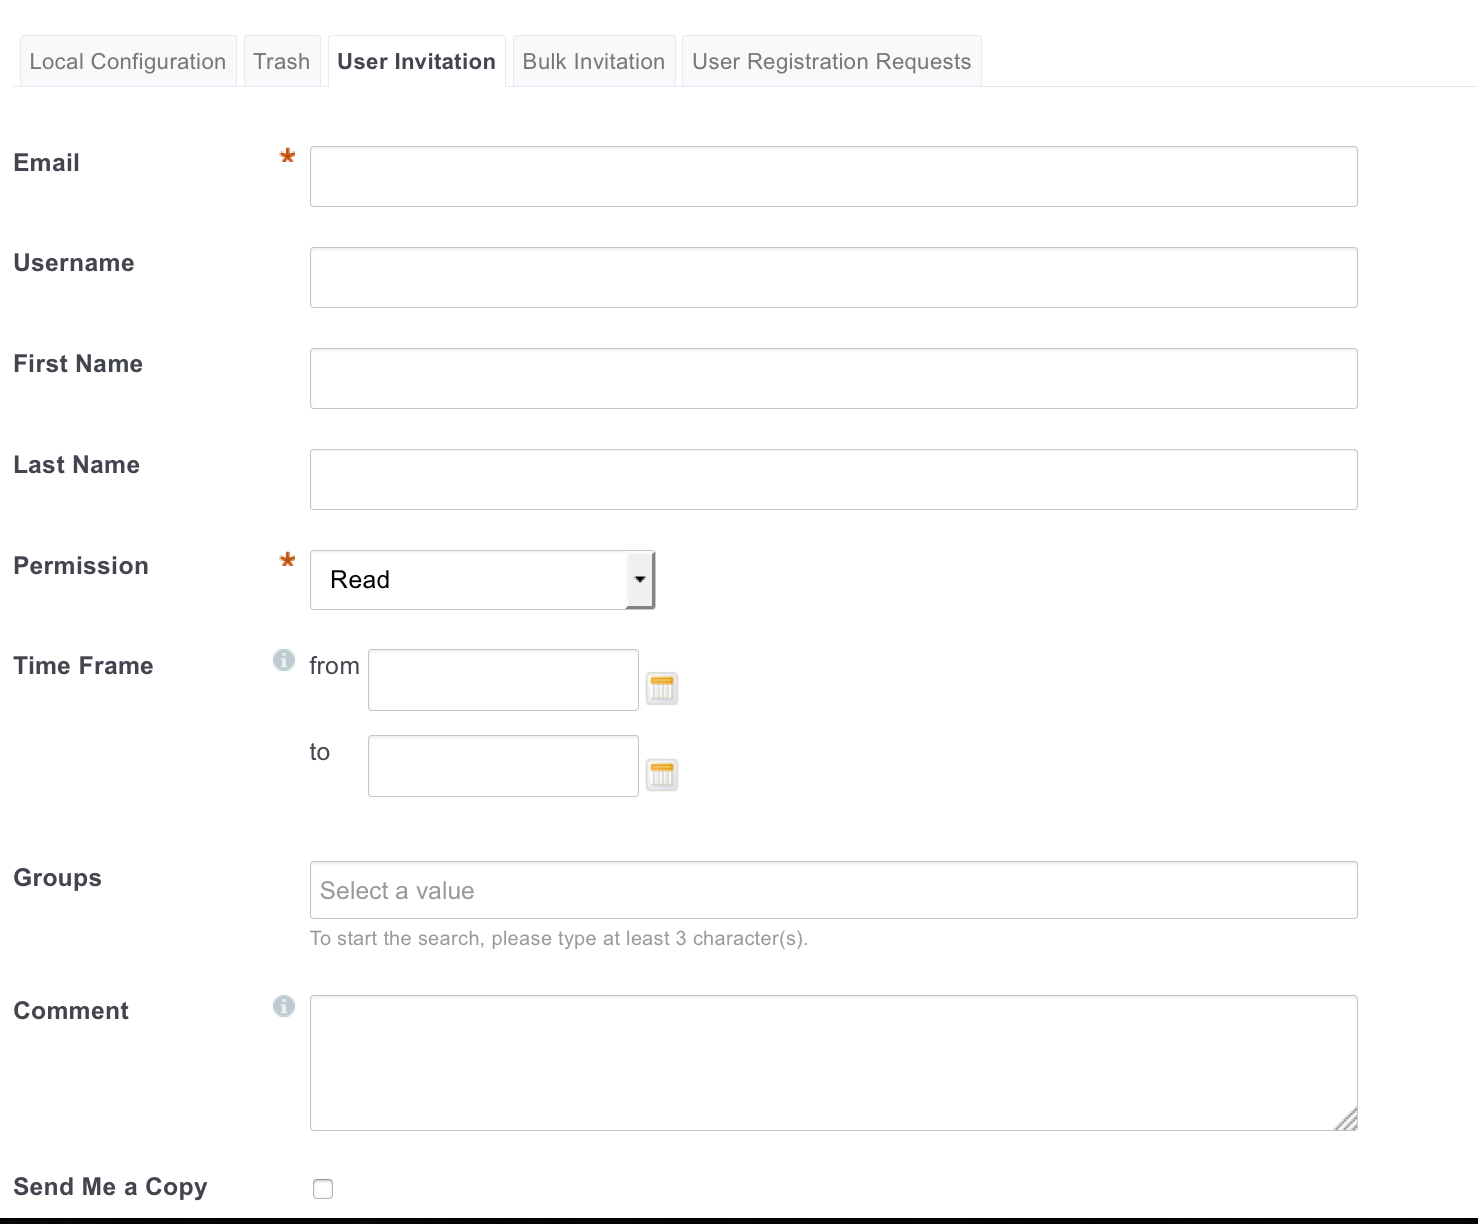 Local Configuration Trash User Invitation Bulk Invitation User Registration Requests
Email *
Username
First Name
Last Name
Permission * Read
Time Frame i from
to
Groups Select a value
To start the search, please type at least 3 character(s).
Comment i
Send Me a Copy